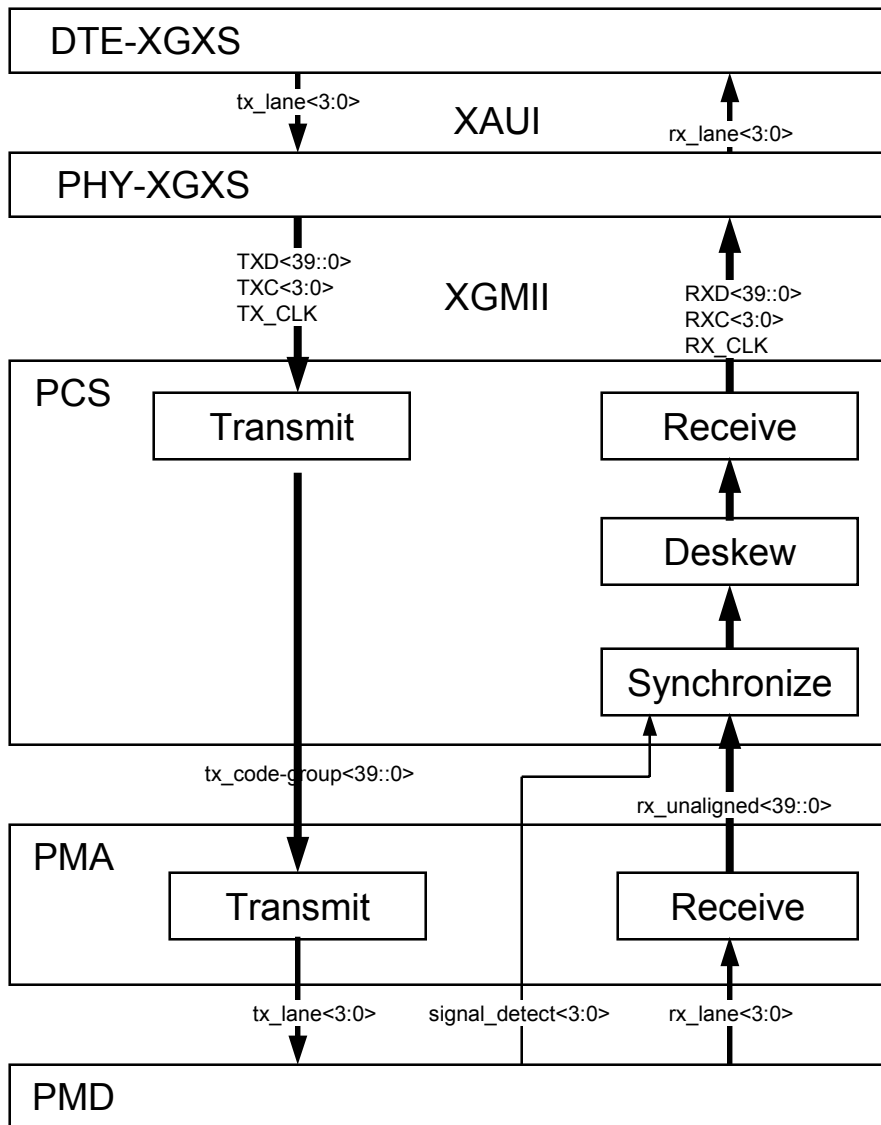 DTE-XGXS
tx_lane<3:0>
XAUI
rx_lane<3:0>
PHY-XGXS
TXD<39::0>
TXC<3:0>
TX_CLK
XGMII
RXD<39::0>
RXC<3:0>
RX_CLK
PCS
Transmit
Receive
Deskew
Synchronize
tx_code-group<39::0>
rx_unaligned<39::0>
PMA
Transmit
Receive
tx_lane<3:0>
signal_detect<3:0>
rx_lane<3:0>
PMD